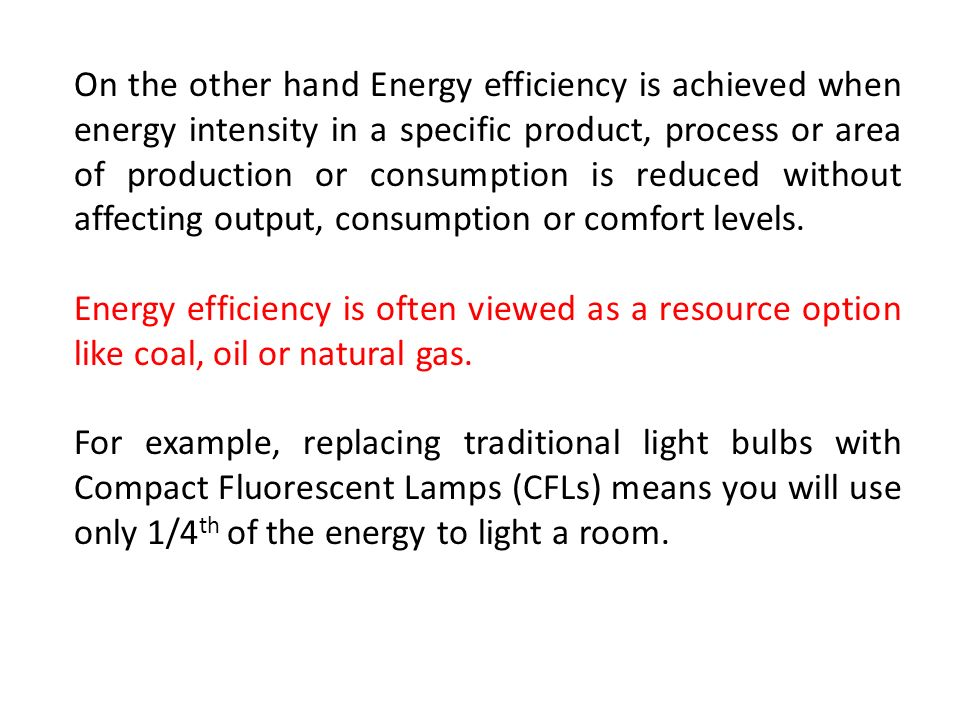 On the other hand Energy efficiency is achieved when
energy intensity in a specific product, process or area
of production or consumption is reduced without
affecting output, consumption or comfort levels.
Energy efficiency is often viewed as a resource option
like coal, oil or natural gas.
For example, replacing traditional light bulbs with
Compact Fluorescent Lamps (CFLs) means you will use
only 1/4th of the energy to light a room.